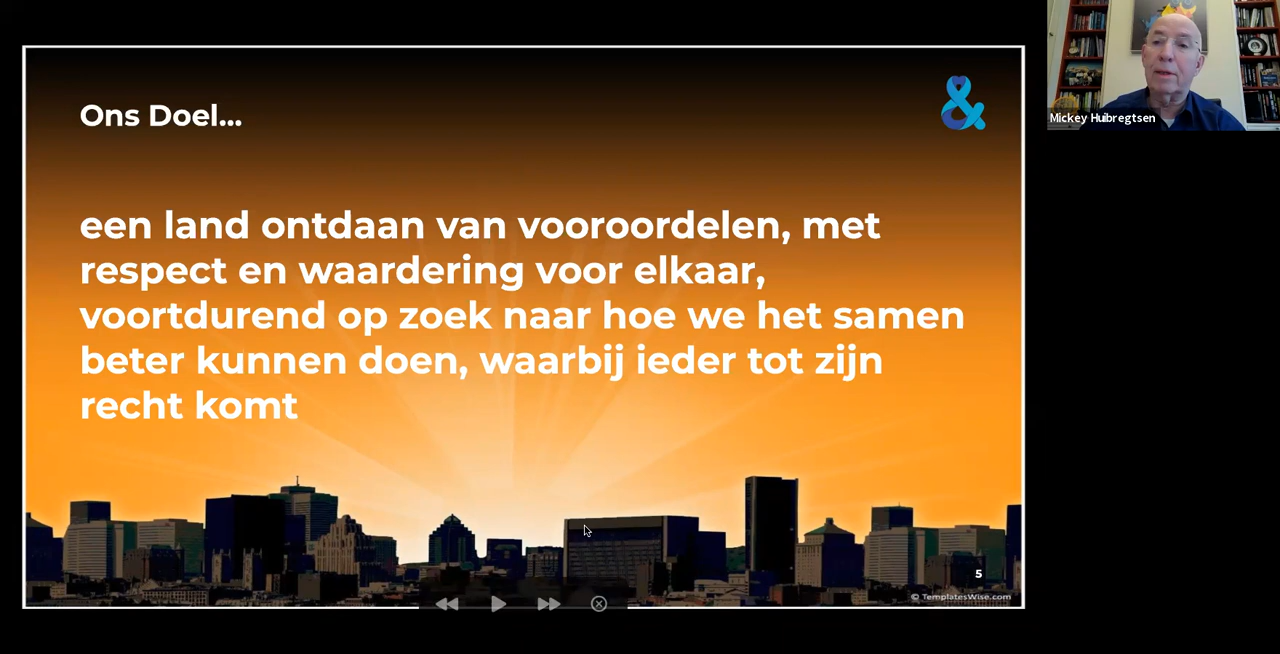 Ons Doel...
een land ontdaan van vooroordelen, met
respect en waardering voor elkaar,
voortdurend op zoek naar hoe we het samen
beter kunnen doen, waarbij ieder tot zijn
recht komt
5
© TemplatesWise.com
Mickey Huibregtsen